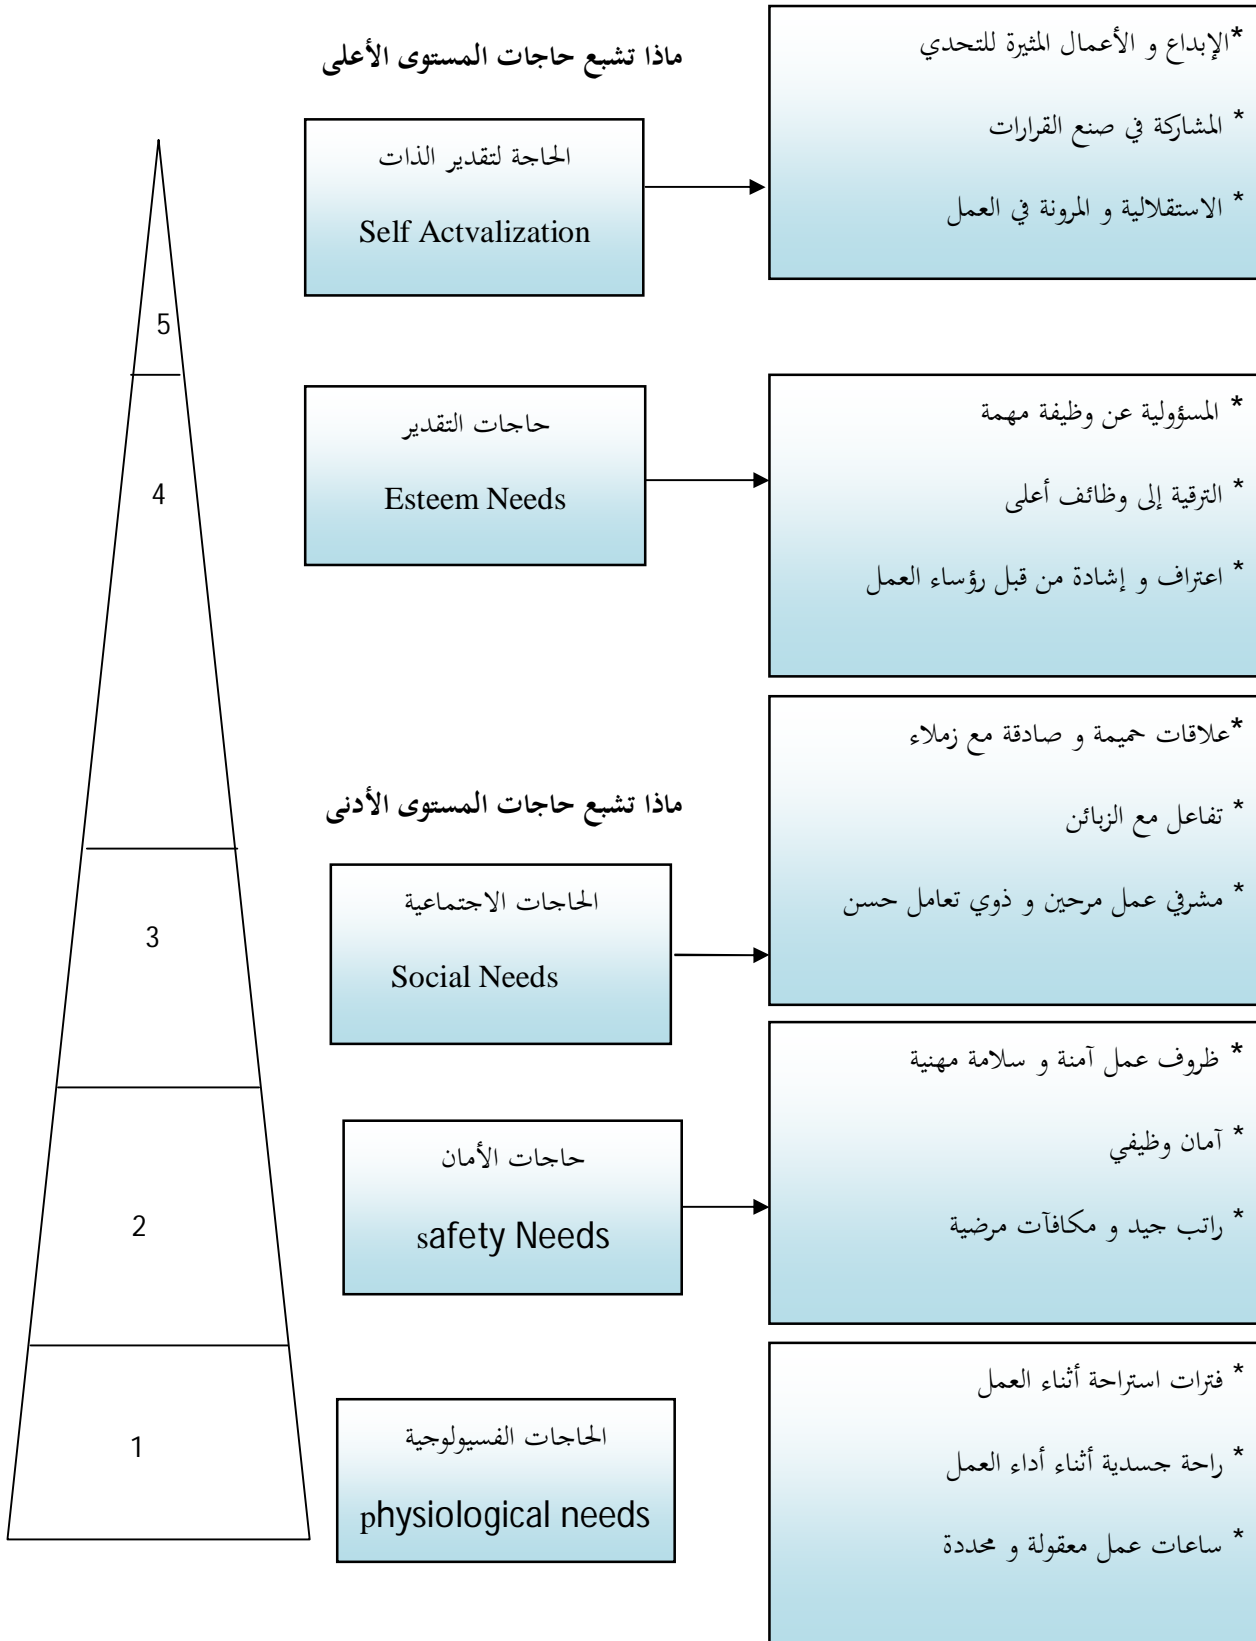 ماذا تشبع حاجات المستوى الأعلى
الحاجة لتقدير الذات
Self Actvalization
*الإبداع و الأعمال المثيرة للتحدي
* المشاركة في صنع القرارات
* الاستقلالية و المرونة في العمل
5
حاجات التقدير
Esteem Needs
* المسؤولية عن وظيفة مهمة
* الترقية إلى وظائف أعلى
* اعتراف و إشادة من قبل رؤساء العمل
4
ماذا تشبع حاجات المستوى الأدنى
الحاجات الاجتماعية
Social Needs
*علاقات حميمة و صادقة مع زملاء
* تفاعل مع الزبائن
* مشرفي عمل مرحين و ذوي تعامل حسن
3
حاجات الأمان
safety Needs
* ظروف عمل آمنة و سلامة مهنية
* آمان وظيفي
* راتب جيد و مكافآت مرضية
2
الحاجات الفسيولوجية
physiological needs
* فترات استراحة أثناء العمل
* راحة جسدية أثناء أداء العمل
* ساعات عمل معقولة و محددة
1